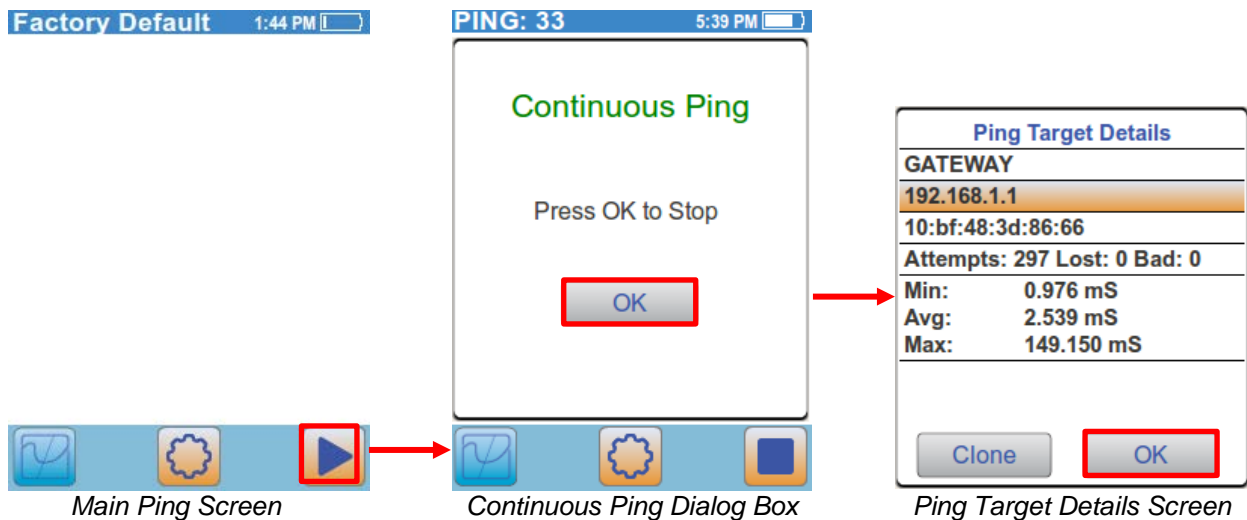 Factory Default 1:44 PM
Main Ping Screen
PING: 33 5:39 PM
Continuous Ping
Press OK to Stop
OK
Continuous Ping Dialog Box
Ping Target Details
GATEWAY
192.168.1.1
10:bf:48:3d:86:66
Attempts: 297 Lost: 0 Bad: 0
Min: 0.976 mS
Avg: 2.539 mS
Max: 149.150 mS
Clone OK
Ping Target Details Screen